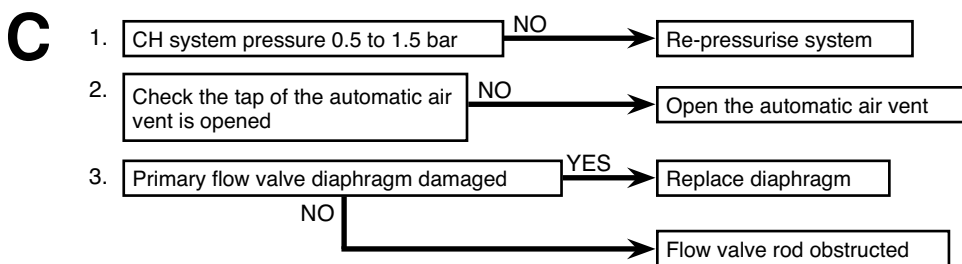 C
1. CH system pressure 0.5 to 1.5 bar NO Re-pressurise system
2. Check the tap of the automatic air
vent is opened
NO Open the automatic air vent
3. Primary flow valve diaphragm damaged YES Replace diaphragm
NO
Flow valve rod obstructed